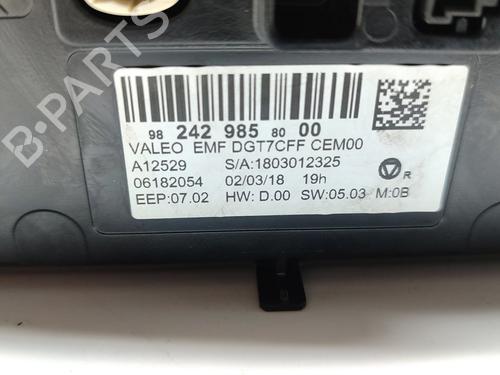 98 242 985 80 00
VALEO EMF DGT7CFF CEM00
A12529 S/A:1803012325
06182054 02/03/18 19h
EEP:07.02 HW: D.00 SW:05.03 M:0B
R
B-PARTS